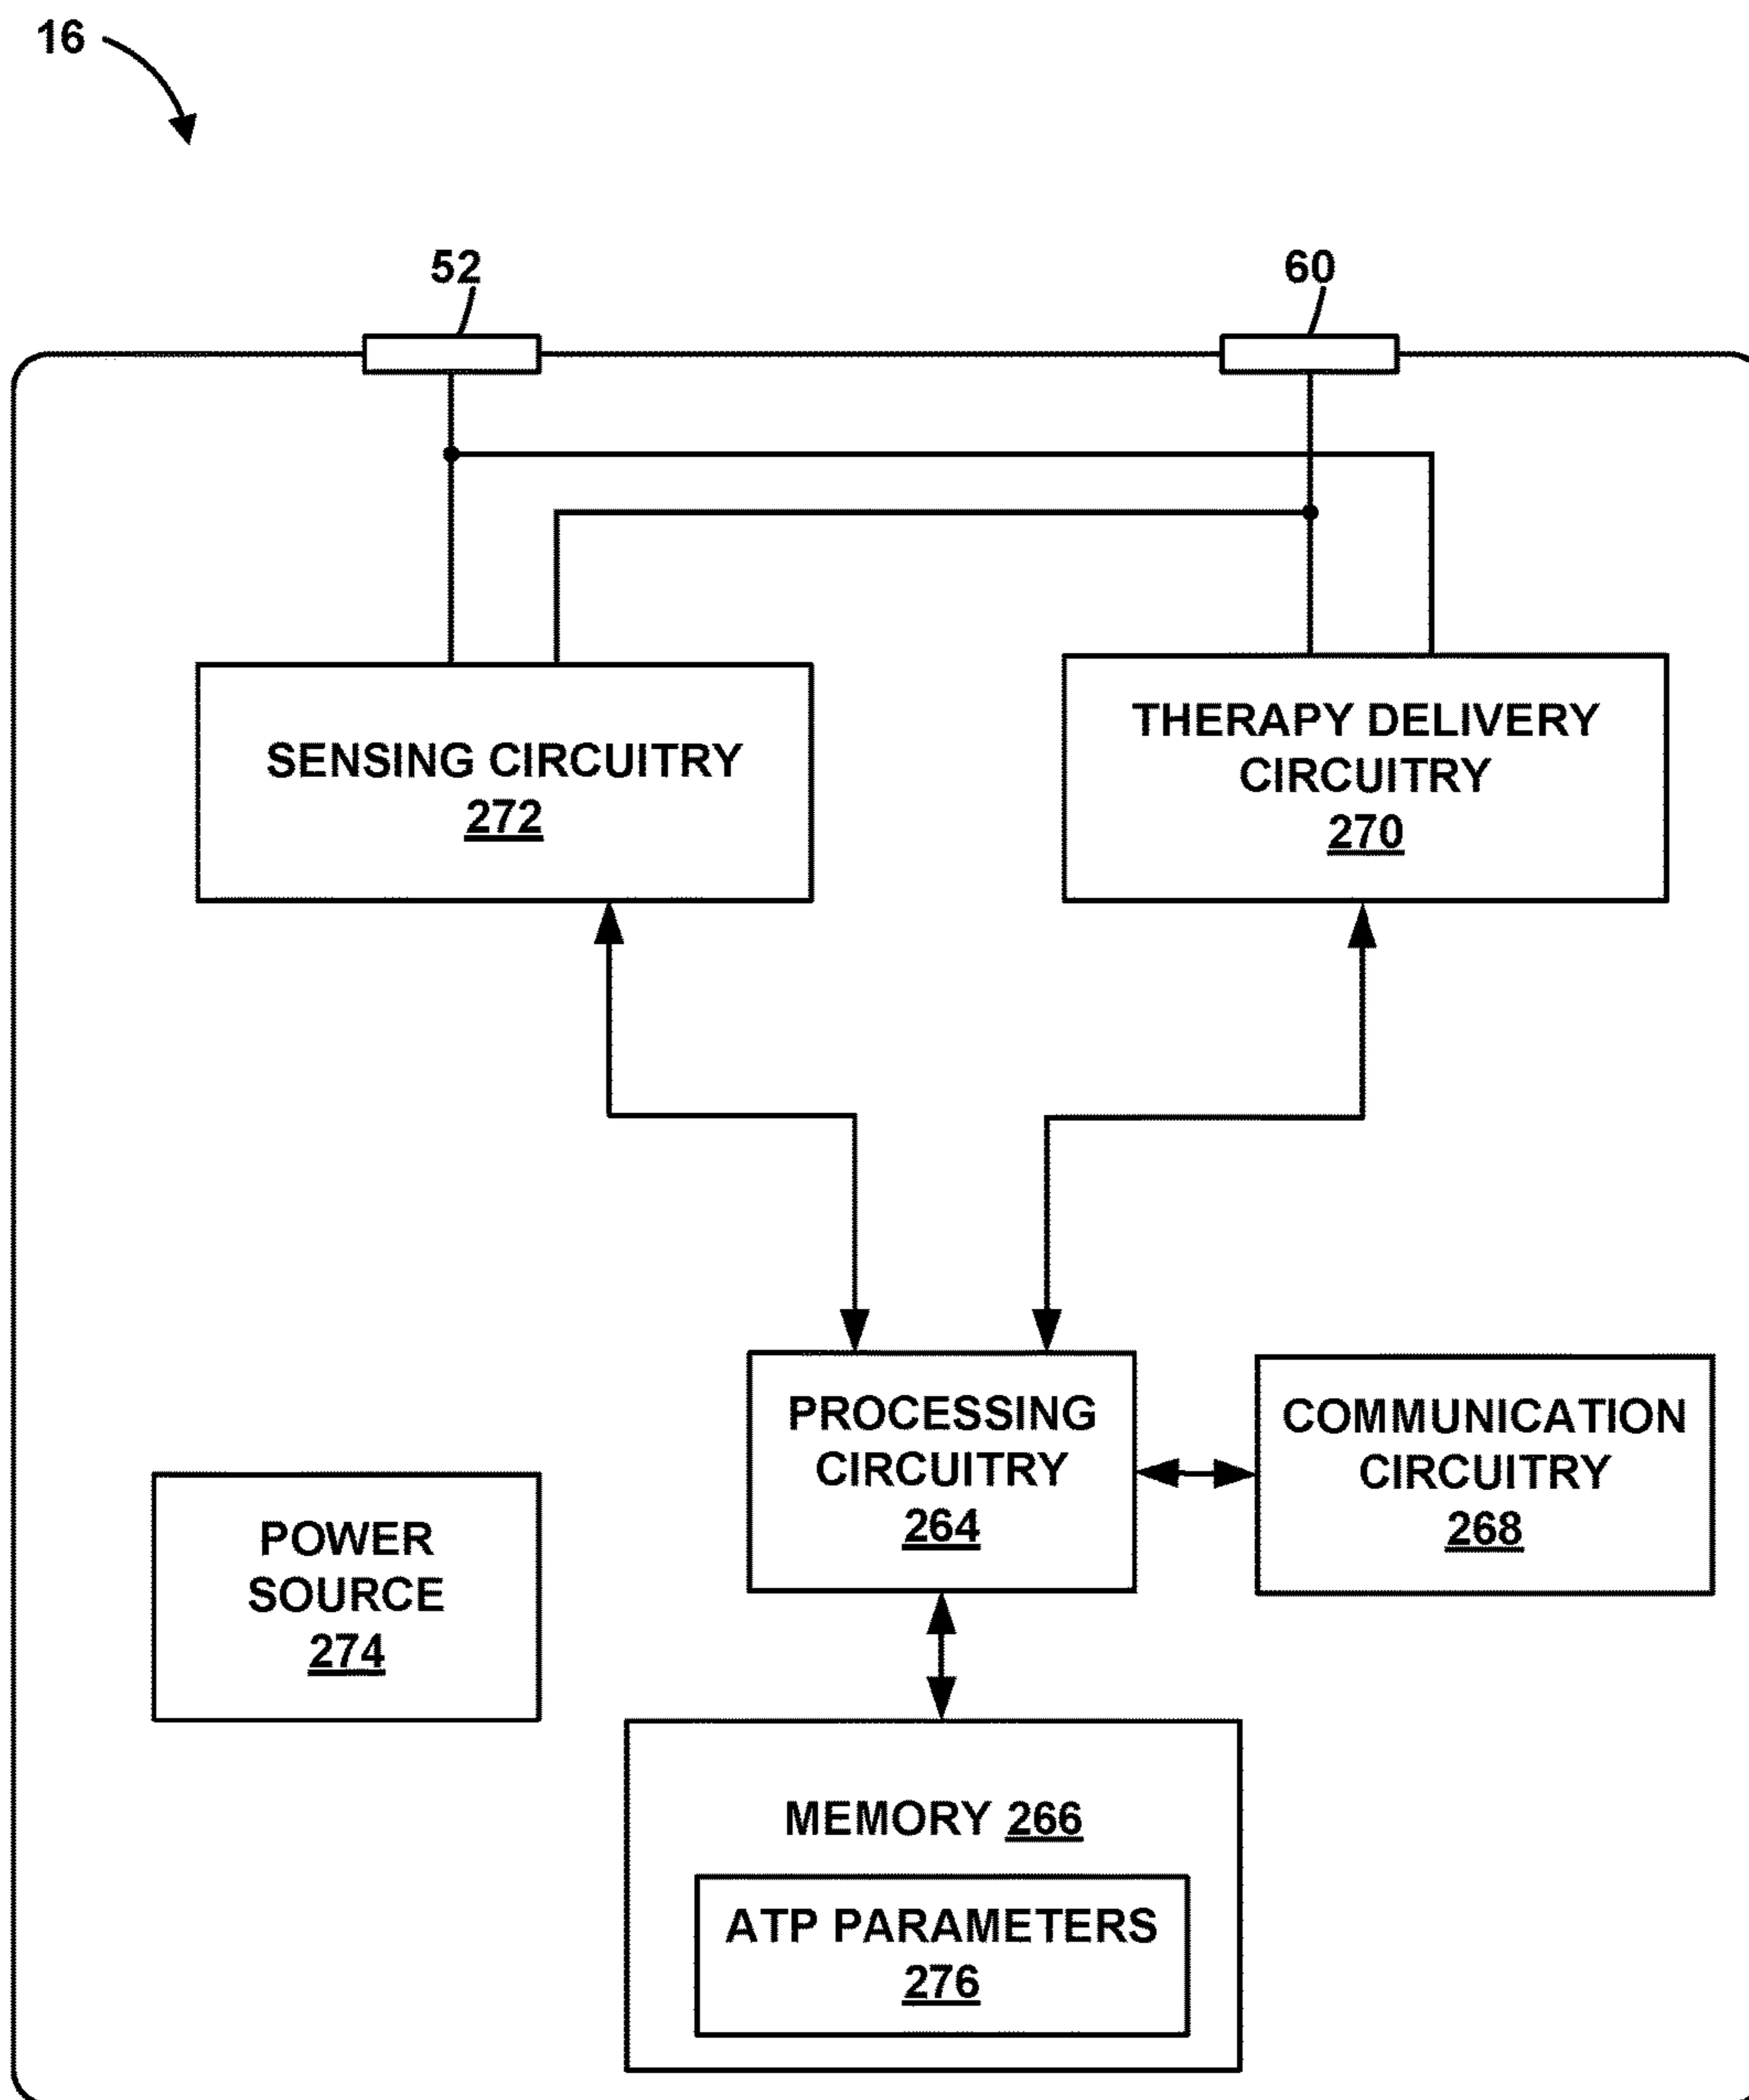 16
52
60
SENSING CIRCUITRY
272
THERAPY DELIVERY
CIRCUITRY
270
PROCESSING
CIRCUITRY
264
COMMUNICATION
CIRCUITRY
268
POWER
SOURCE
274
MEMORY 266
ATP PARAMETERS
276